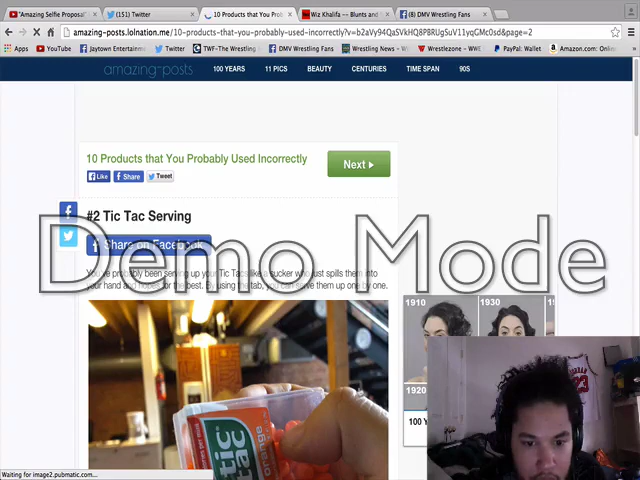 "Amazing Selfie Proposal"
(151) Twitter
10 Products that You Prob
Wiz Khalifa -- Blunts and
(8) DMV Wrestling Fans
amazing-posts.lolnation.me/10-products-that-you-probably-used-incorrectly?v=b2aVy94QaSVkHQ8PBRUgSuV11yqGMc0sd&page=2
Apps
YouTube
Jaytown Entertainme
Twitter
TWF~The Wrestling
DMV Wrestling Fans
Wrestling News
Wrestlezone – WWE
PayPal Wallet
Amazon.com: Online
amazing-posts
100 YEARS
11 PICS
BEAUTY
CENTURIES
TIME SPAN
90S
10 Products that You Probably Used Incorrectly
Next
Like
Share
Tweet
#2 Tic Tac Serving
Share on Facebook
You've probably been serving up your Tic Tacs like a sucker who just spills them into
your hand and hopes for the best. By using the tab, you can serve them up one by one.
Demo Mode
1910
1930
1920
100 Y
tic
tac
orange
Waiting for image2.pubmatic.com...